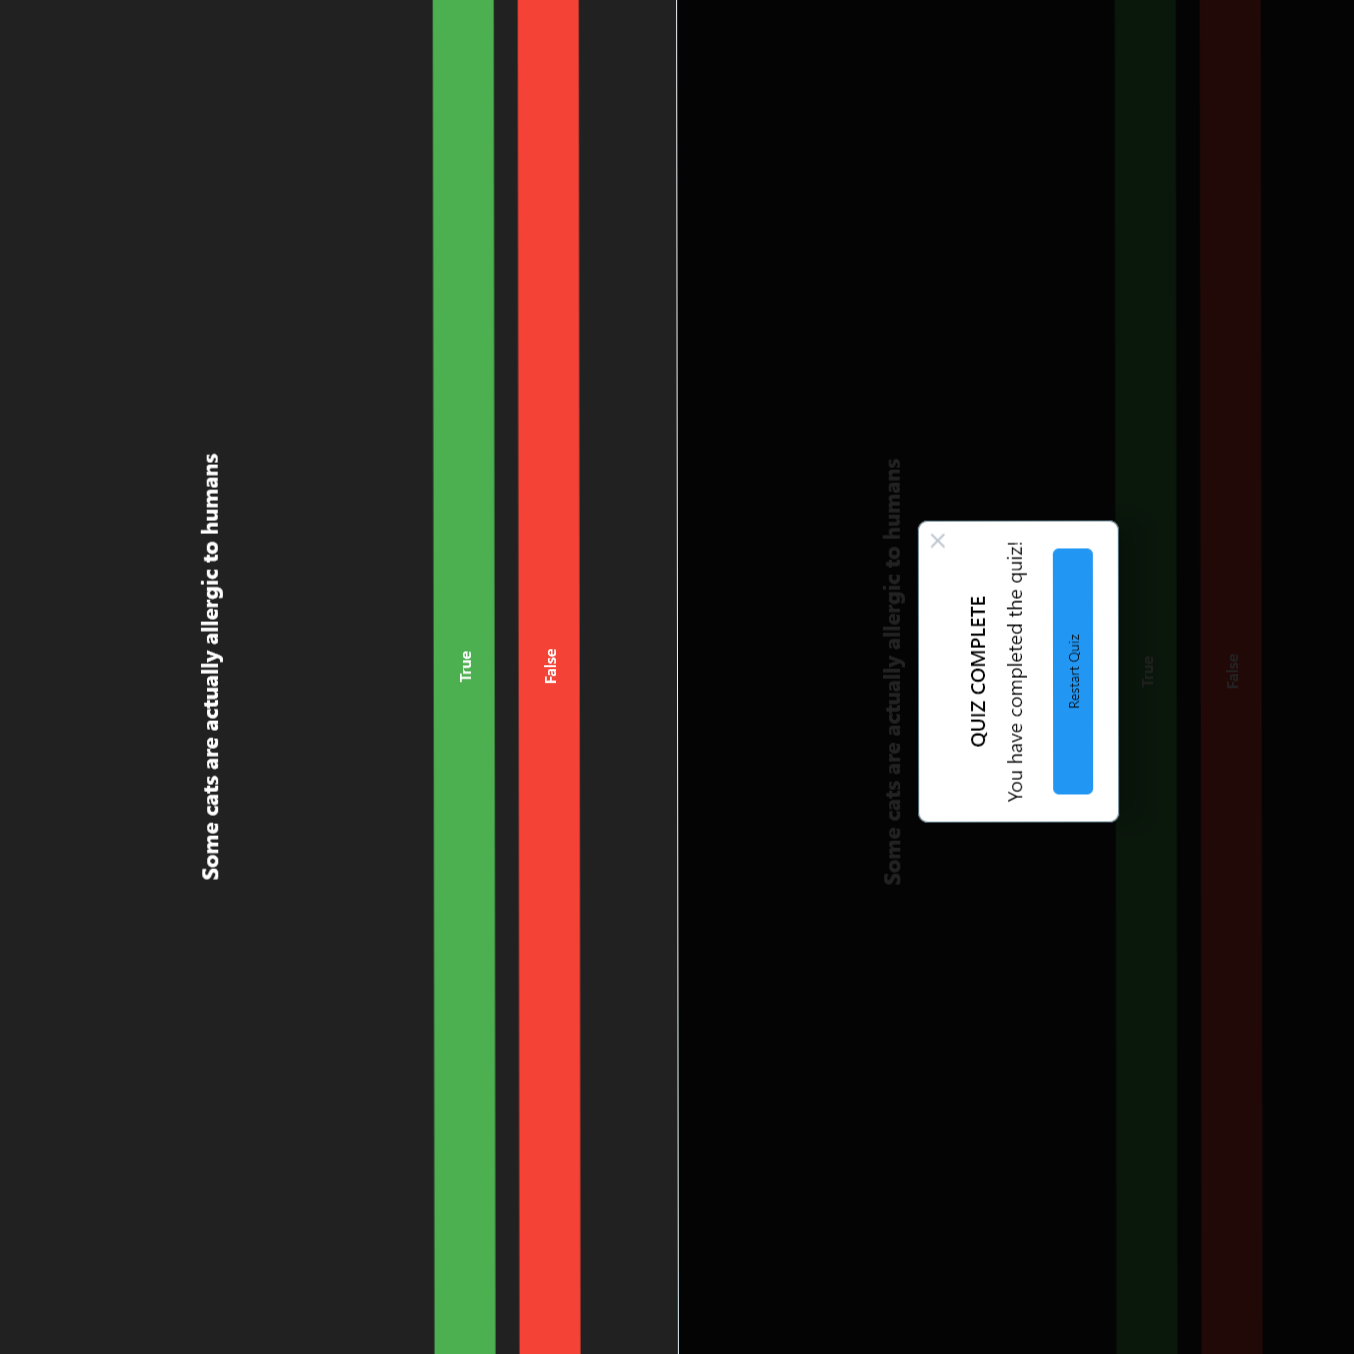 Some cats are actually allergic to humans
True
False
Some cats are actually allergic to humans
QUIZ COMPLETE
You have completed the quiz!
Restart Quiz
True
False